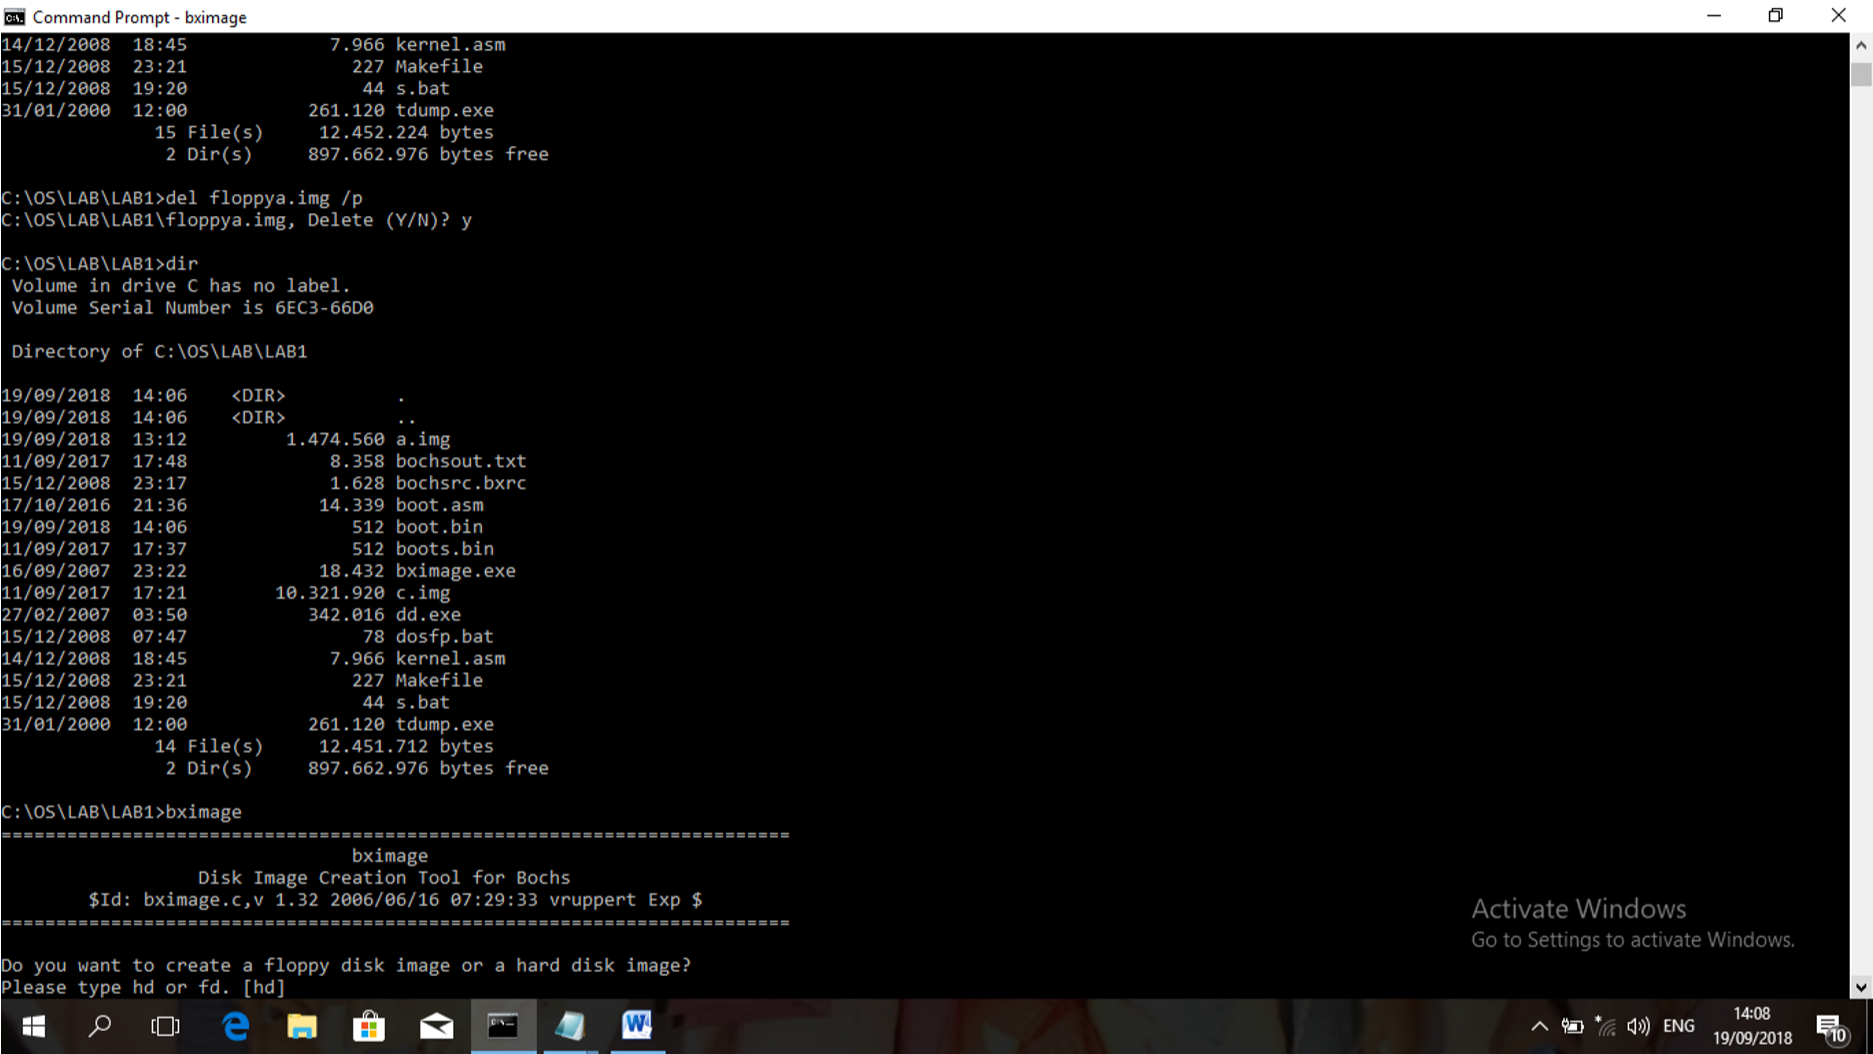 Command Prompt - bximage
14/12/2008  18:45             7.966 kernel.asm
15/12/2008  23:21               227 Makefile
15/12/2008  19:20                44 s.bat
31/01/2000  12:00           261.120 tdump.exe
              15 File(s)     12.452.224 bytes
               2 Dir(s)     897.662.976 bytes free
C:\OS\LAB\LAB1>del floppya.img /p
C:\OS\LAB\LAB1\floppya.img, Delete (Y/N)? y
C:\OS\LAB\LAB1>dir
 Volume in drive C has no label.
 Volume Serial Number is 6EC3-66D0
 Directory of C:\OS\LAB\LAB1
19/09/2018  14:06    <DIR>          .
19/09/2018  14:06    <DIR>          ..
19/09/2018  13:12         1.474.560 a.img
11/09/2017  17:48             8.358 bochsout.txt
15/12/2008  23:17             1.628 bochsrc.bxrc
17/10/2016  21:36            14.339 boot.asm
19/09/2018  14:06               512 boot.bin
11/09/2017  17:37               512 boots.bin
16/09/2007  23:22            18.432 bximage.exe
11/09/2017  17:21        10.321.920 c.img
27/02/2007  03:50           342.016 dd.exe
15/12/2008  07:47                78 dosfp.bat
14/12/2008  18:45             7.966 kernel.asm
15/12/2008  23:21               227 Makefile
15/12/2008  19:20                44 s.bat
31/01/2000  12:00           261.120 tdump.exe
              14 File(s)     12.451.712 bytes
               2 Dir(s)     897.662.976 bytes free
C:\OS\LAB\LAB1>bximage
========================================================================
                                bximage
                  Disk Image Creation Tool for Bochs
        $Id: bximage.c,v 1.32 2006/06/16 07:29:33 vruppert Exp $
========================================================================
Do you want to create a floppy disk image or a hard disk image?
Please type hd or fd. [hd]
Activate Windows
Go to Settings to activate Windows.
ENG
14:08
19/09/2018
10